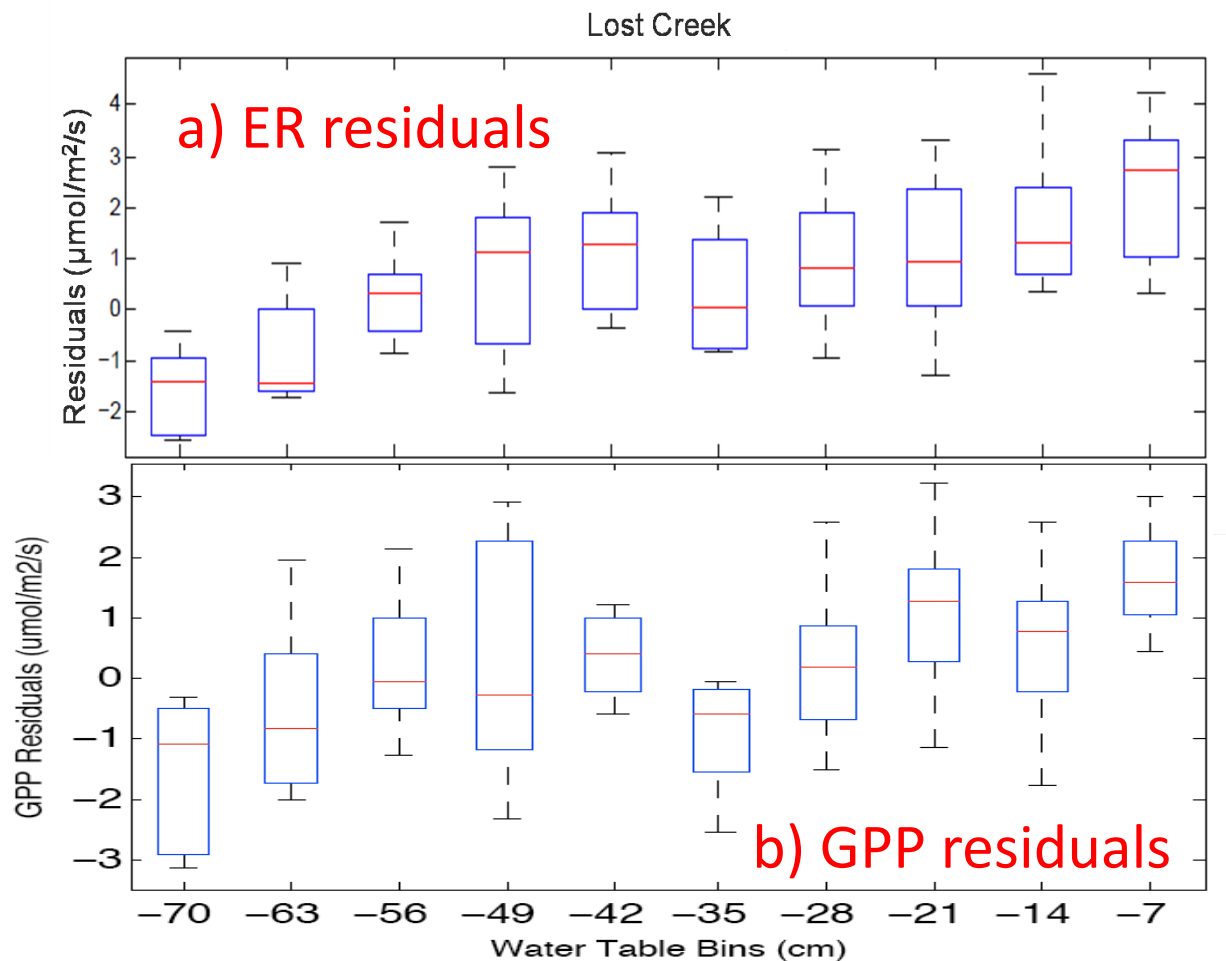 Lost Creek
a) ER residuals
Residuals (µmol/m²/s)
4
3
2
1
0
−1
−2
GPP Residuals (umol/m2/s)
3
2
1
0
−1
−2
−3
b) GPP residuals
−70 −63 −56 −49 −42 −35 −28 −21 −14 −7
Water Table Bins (cm)